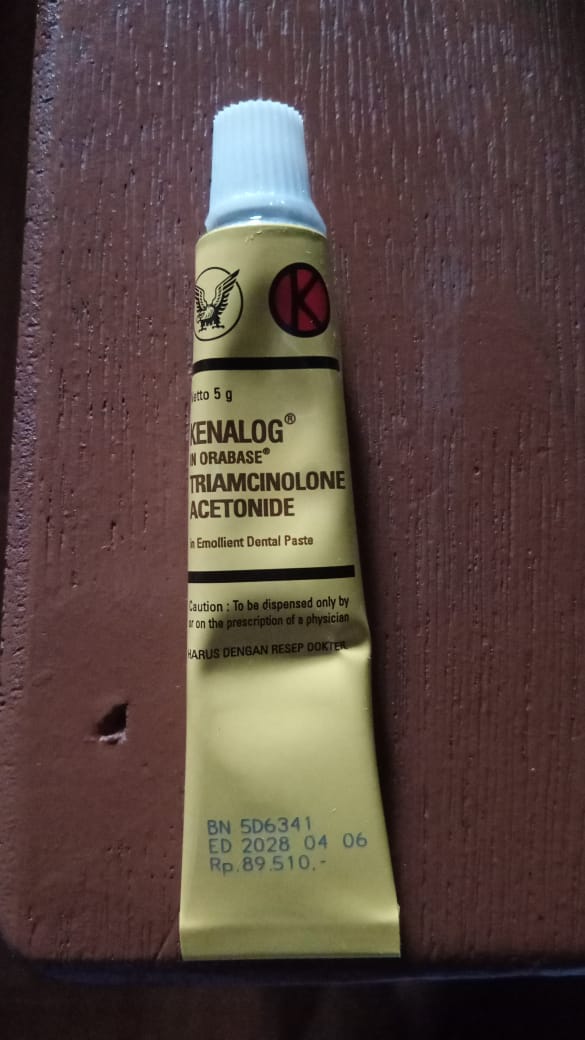 K
Netto 5 g
KENALOG®
IN ORABASE®
TRIAMCINOLONE
ACETONIDE
in Emollient Dental Paste
Caution : To be dispensed only by
or on the prescription of a physician
HARUS DENGAN RESEP DOKTER
BN 5D6341
ED 2028 04 06
Rp.89.510,-